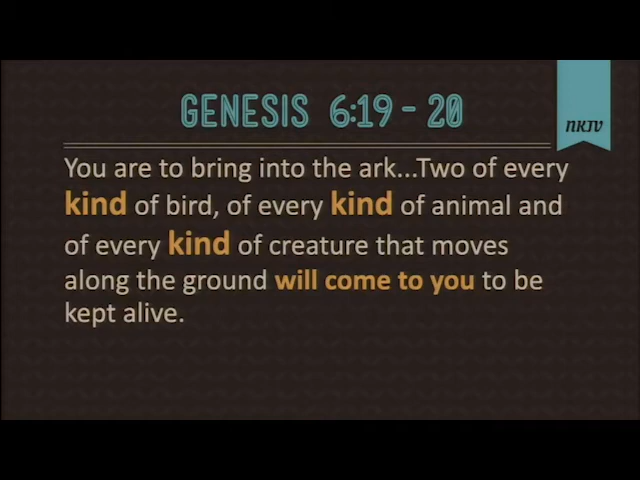 GENESIS 6:19 - 20
NKJV
You are to bring into the ark...Two of every
kind of bird, of every kind of animal and
of every kind of creature that moves
along the ground will come to you to be
kept alive.